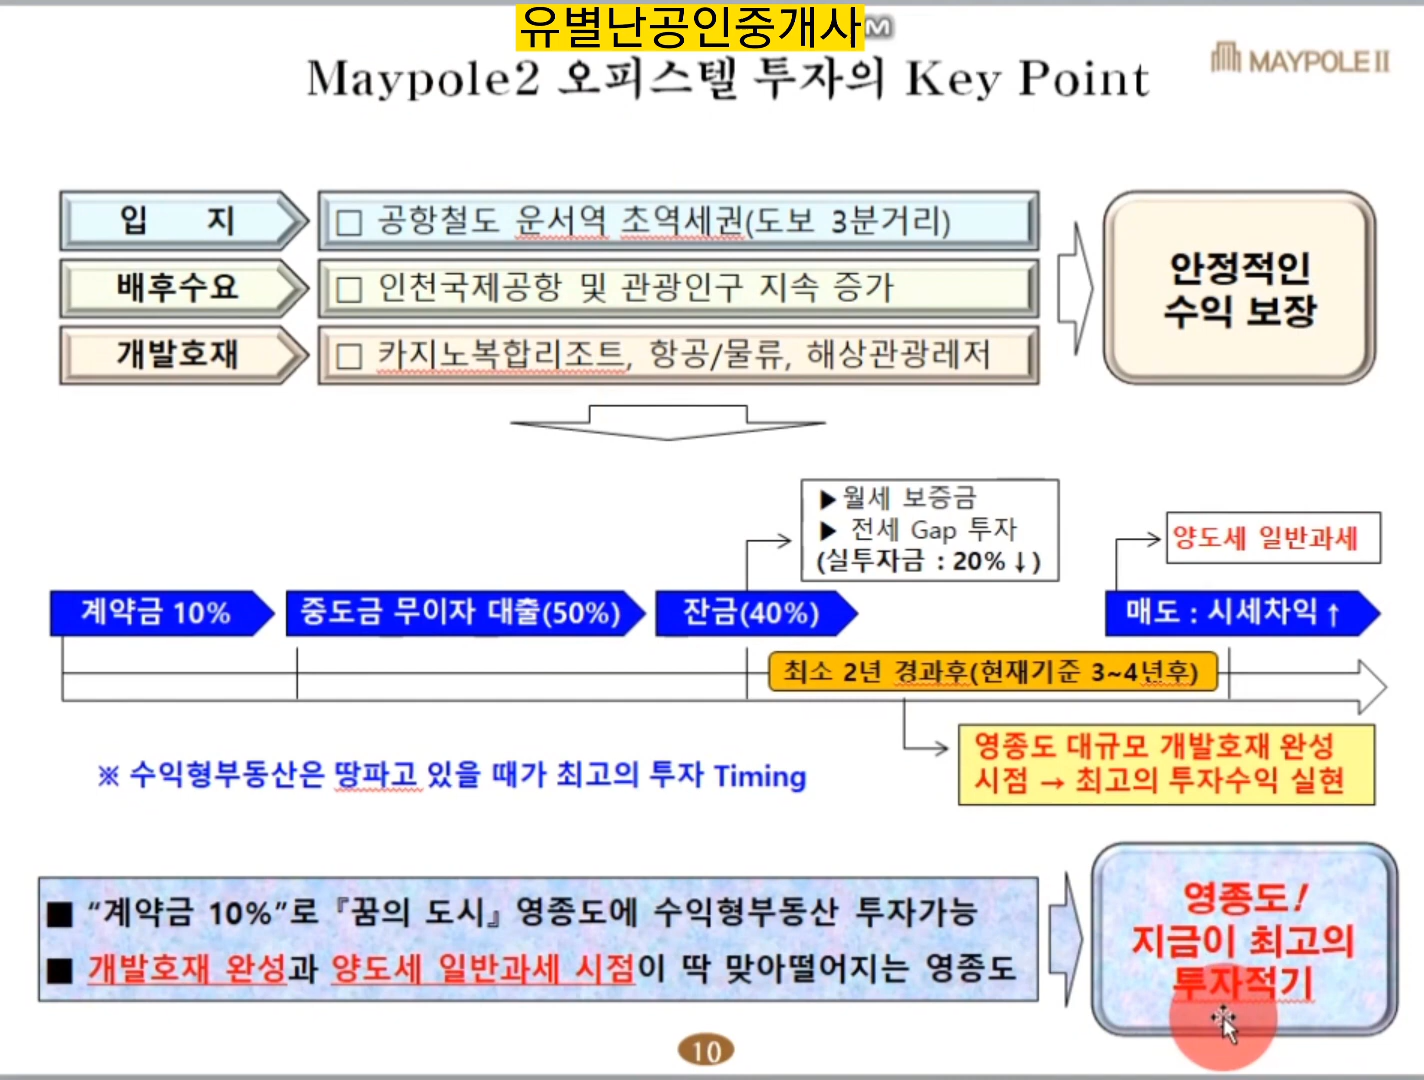 유별난공인중개사
M
Maypole2 오피스텔 투자의 Key Point
MAYPOLE II
입 지
□ 공항철도 운서역 초역세권(도보 3분거리)
배후수요
□ 인천국제공항 및 관광인구 지속 증가
개발호재
□ 카지노복합리조트, 항공/물류, 해상관광레저
안정적인
수익 보장
▶월세 보증금
▶ 전세 Gap 투자
(실투자금 : 20%↓)
양도세 일반과세
계약금 10%
중도금 무이자 대출(50%)
잔금(40%)
매도 : 시세차익↑
최소 2년 경과후(현재기준 3~4년후)
영종도 대규모 개발호재 완성
시점 → 최고의 투자수익 실현
※ 수익형부동산은 땅파고 있을 때가 최고의 투자 Timing
■ “계약금 10%”로 『꿈의 도시』 영종도에 수익형부동산 투자가능
■ 개발호재 완성과 양도세 일반과세 시점이 딱 맞아떨어지는 영종도
영종도!
지금이 최고의
투자적기
10